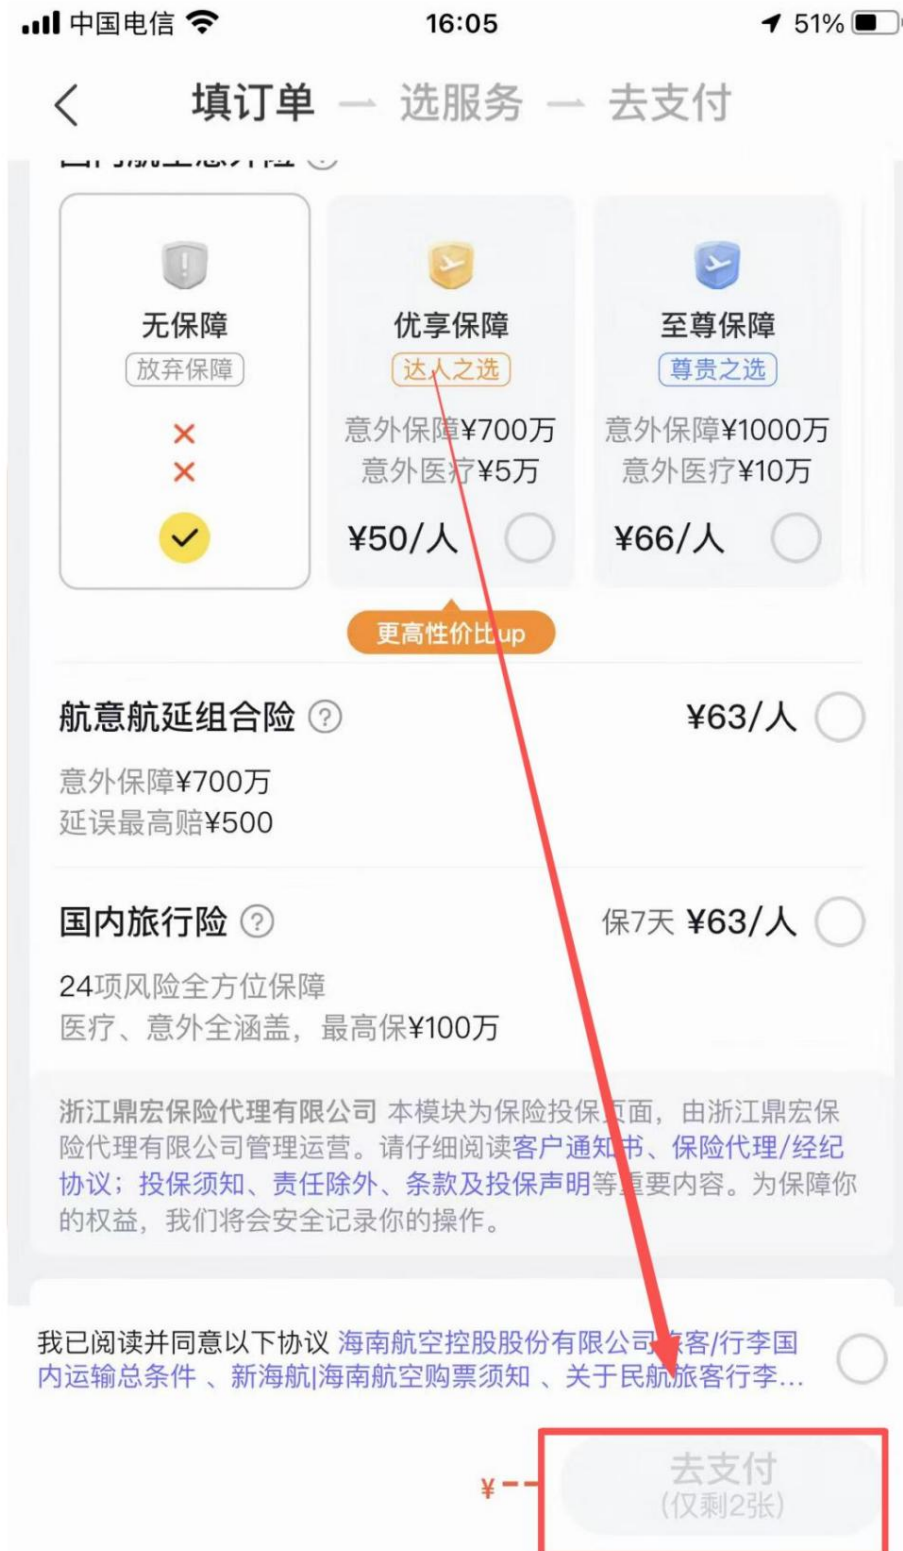 中国电信 16:05 51%
填订单 — 选服务 — 去支付
国内航空意外险 ?
无保障
放弃保障
优享保障
达人之选
意外保障¥700万
意外医疗¥5万
¥50/人
至尊保障
尊贵之选
意外保障¥1000万
意外医疗¥10万
¥66/人
更高性价比up
航意航延组合险 ? ¥63/人
意外保障¥700万
延误最高赔¥500
国内旅行险 ? 保7天 ¥63/人
24项风险全方位保障
医疗、意外全涵盖，最高保¥100万
浙江鼎宏保险代理有限公司 本模块为保险投保页面，由浙江鼎宏保
险代理有限公司管理运营。请仔细阅读客户通知书、保险代理/经纪
协议；投保须知、责任除外、条款及投保声明等重要内容。为保障你
的权益，我们将会安全记录你的操作。
我已阅读并同意以下协议 海南航空控股股份有限公司旅客/行李国
内运输总条件 、新海航|海南航空购票须知 、关于民航旅客行李...
¥--
去支付
(仅剩2张)